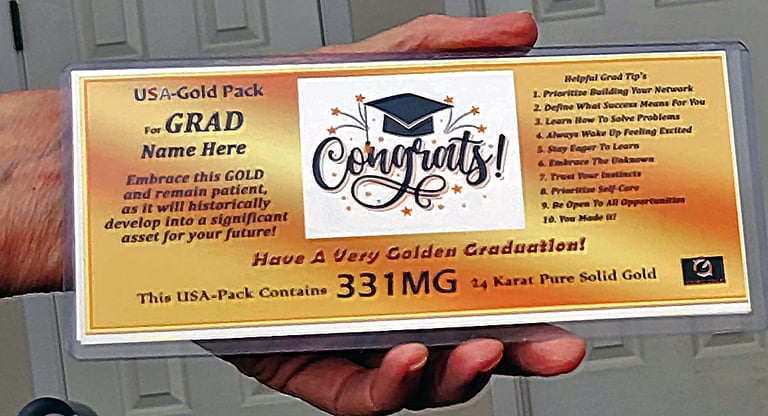 USA-Gold Pack
For GRAD
Name Here
Embrace this GOLD
and remain patient,
as it will historically
develop into a significant
asset for your future!
Congrats!
Helpful Grad Tip's
1. Prioritize Building Your Network
2. Define What Success Means For You
3. Learn How To Solve Problems
4. Always Wake Up Feeling Excited
5. Stay Eager To Learn
6. Embrace The Unknown
7. Trust Your Instincts
8. Prioritize Self-Care
9. Be Open To All Opportunities
10. You Made it!
Have A Very Golden Graduation!
This USA-Pack Contains 331MG 24 Karat Pure Solid Gold